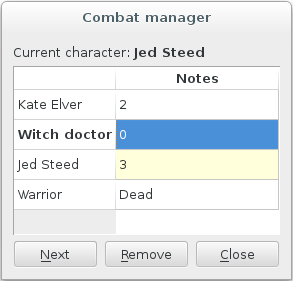 Combat manager
Current character: Jed Steed
Notes
Kate Elver 2
Witch doctor 0
Jed Steed 3
Warrior Dead
Next Remove Close